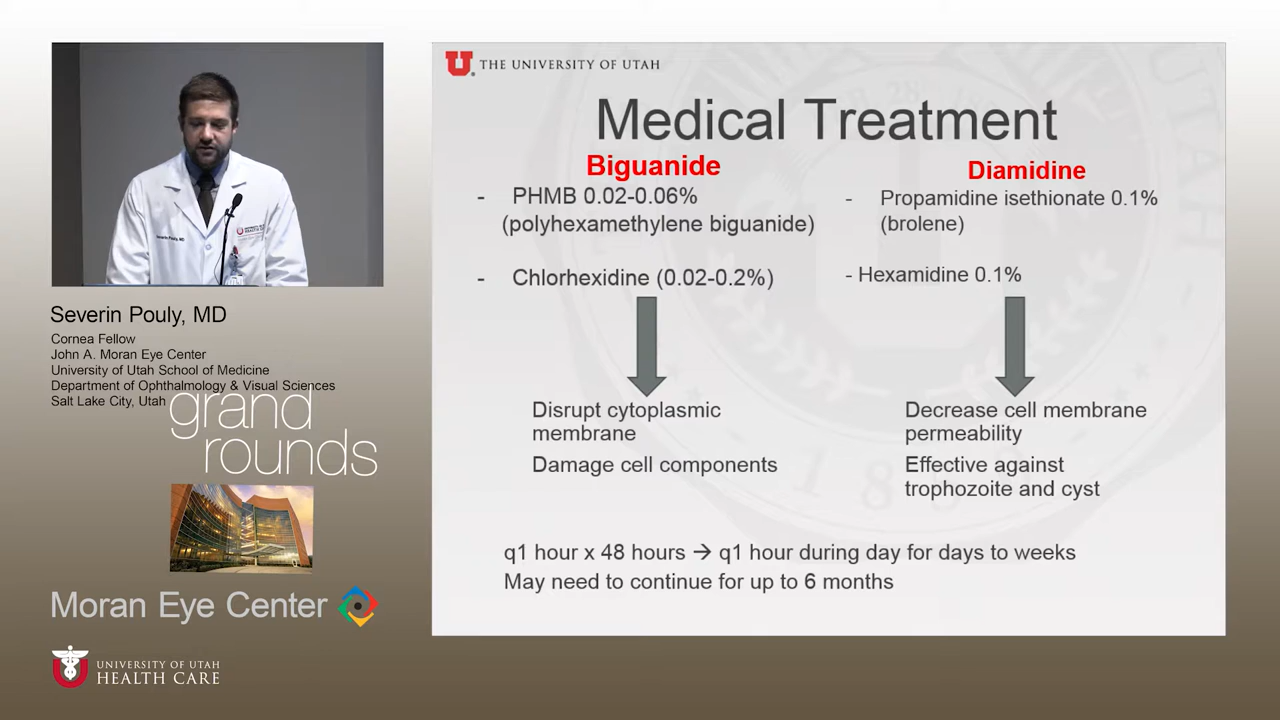 Severin Pouly, MD
Cornea Fellow
John A. Moran Eye Center
University of Utah School of Medicine
Department of Ophthalmology & Visual Sciences
Salt Lake City, Utah
grand
rounds
Moran Eye Center
UNIVERSITY OF UTAH
HEALTH CARE
U THE UNIVERSITY OF UTAH
Medical Treatment
Biguanide
- PHMB 0.02-0.06%
(polyhexamethylene biguanide)
- Chlorhexidine (0.02-0.2%)
Disrupt cytoplasmic
membrane
Damage cell components
Diamidine
- Propamidine isethionate 0.1%
(brolene)
- Hexamidine 0.1%
Decrease cell membrane
permeability
Effective against
trophozoite and cyst
q1 hour x 48 hours → q1 hour during day for days to weeks
May need to continue for up to 6 months